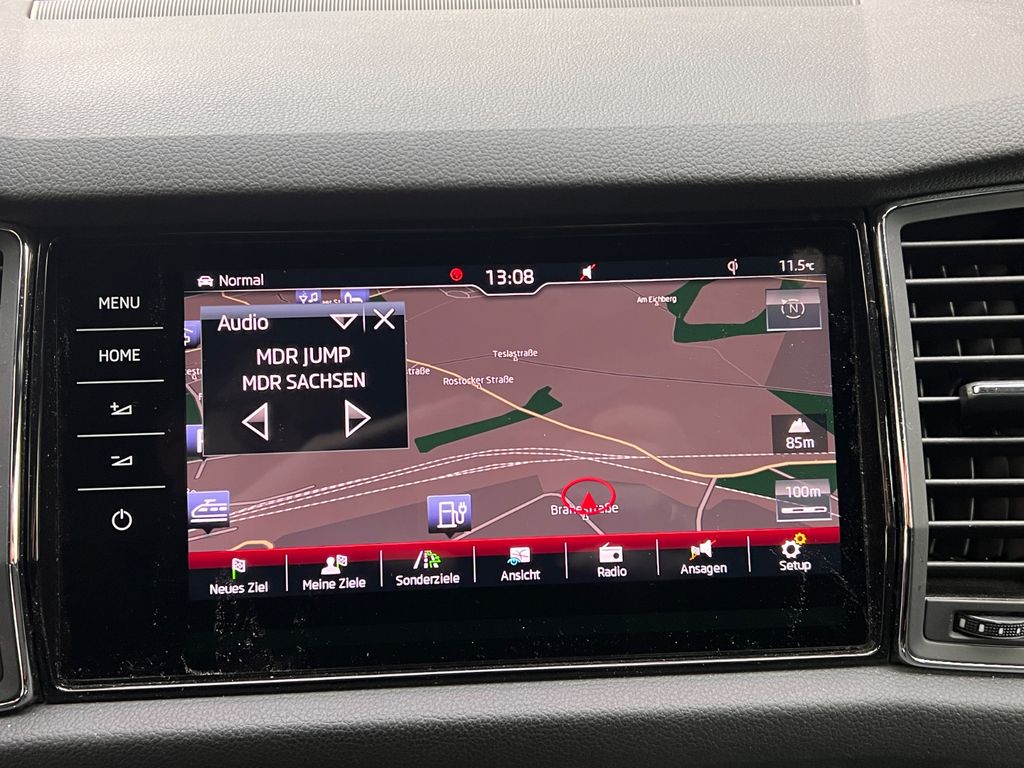 MENU
HOME
Normal
13:08
11.5°C
Audio
MDR JUMP
MDR SACHSEN
Am Eichberg
N
Teslastraße
Rostocker Straße
85m
100m
Neues Ziel
Meine Ziele
Sonderziele
Ansicht
Radio
Ansagen
Setup